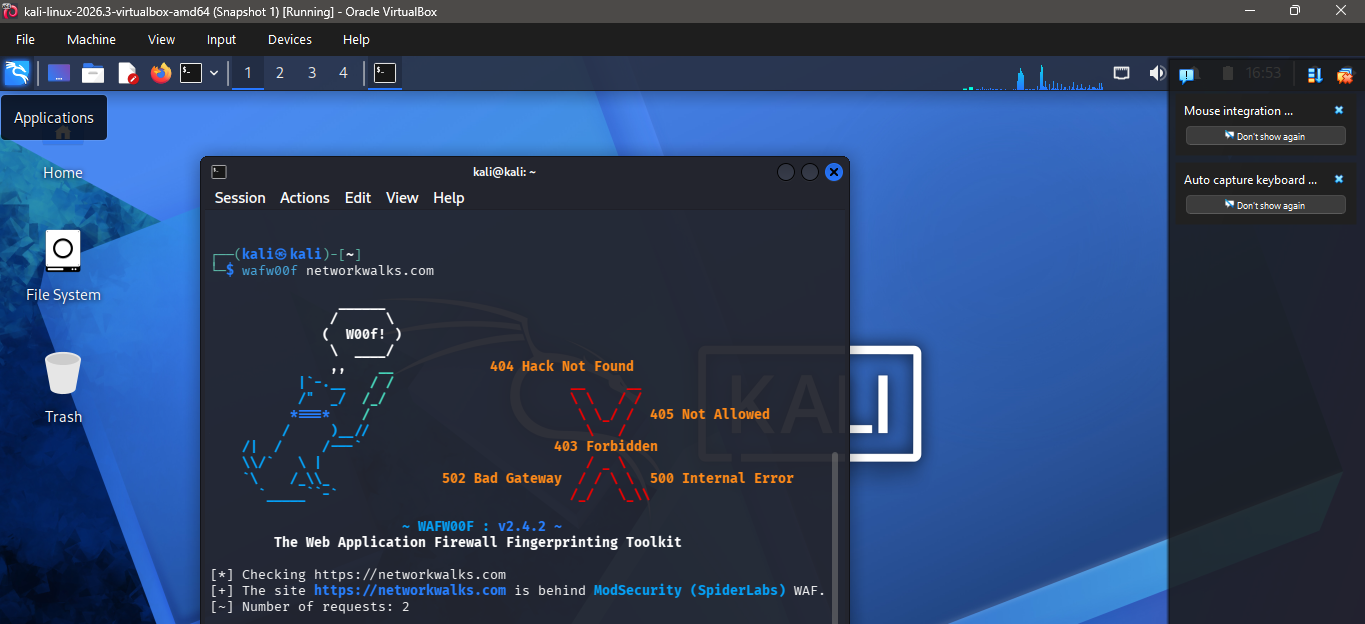 kali-linux-2026.3-virtualbox-amd64 (Snapshot 1) [Running] - Oracle VirtualBox
File Machine View Input Devices Help
1 2 3 4 16:53
Applications
Home
File System
Trash
Mouse integration ...
Don't show again
Auto capture keyboard ...
Don't show again
kali@kali: ~
Session Actions Edit View Help
┌──(kali㉿kali)-[~]
└─$ wafw00f networkwalks.com
( W00f! )
404 Hack Not Found
405 Not Allowed
403 Forbidden
502 Bad Gateway 500 Internal Error
~ WAFW00F : v2.4.2 ~
The Web Application Firewall Fingerprinting Toolkit
[*] Checking https://networkwalks.com
[+] The site https://networkwalks.com is behind ModSecurity (SpiderLabs) WAF.
[~] Number of requests: 2
KALI